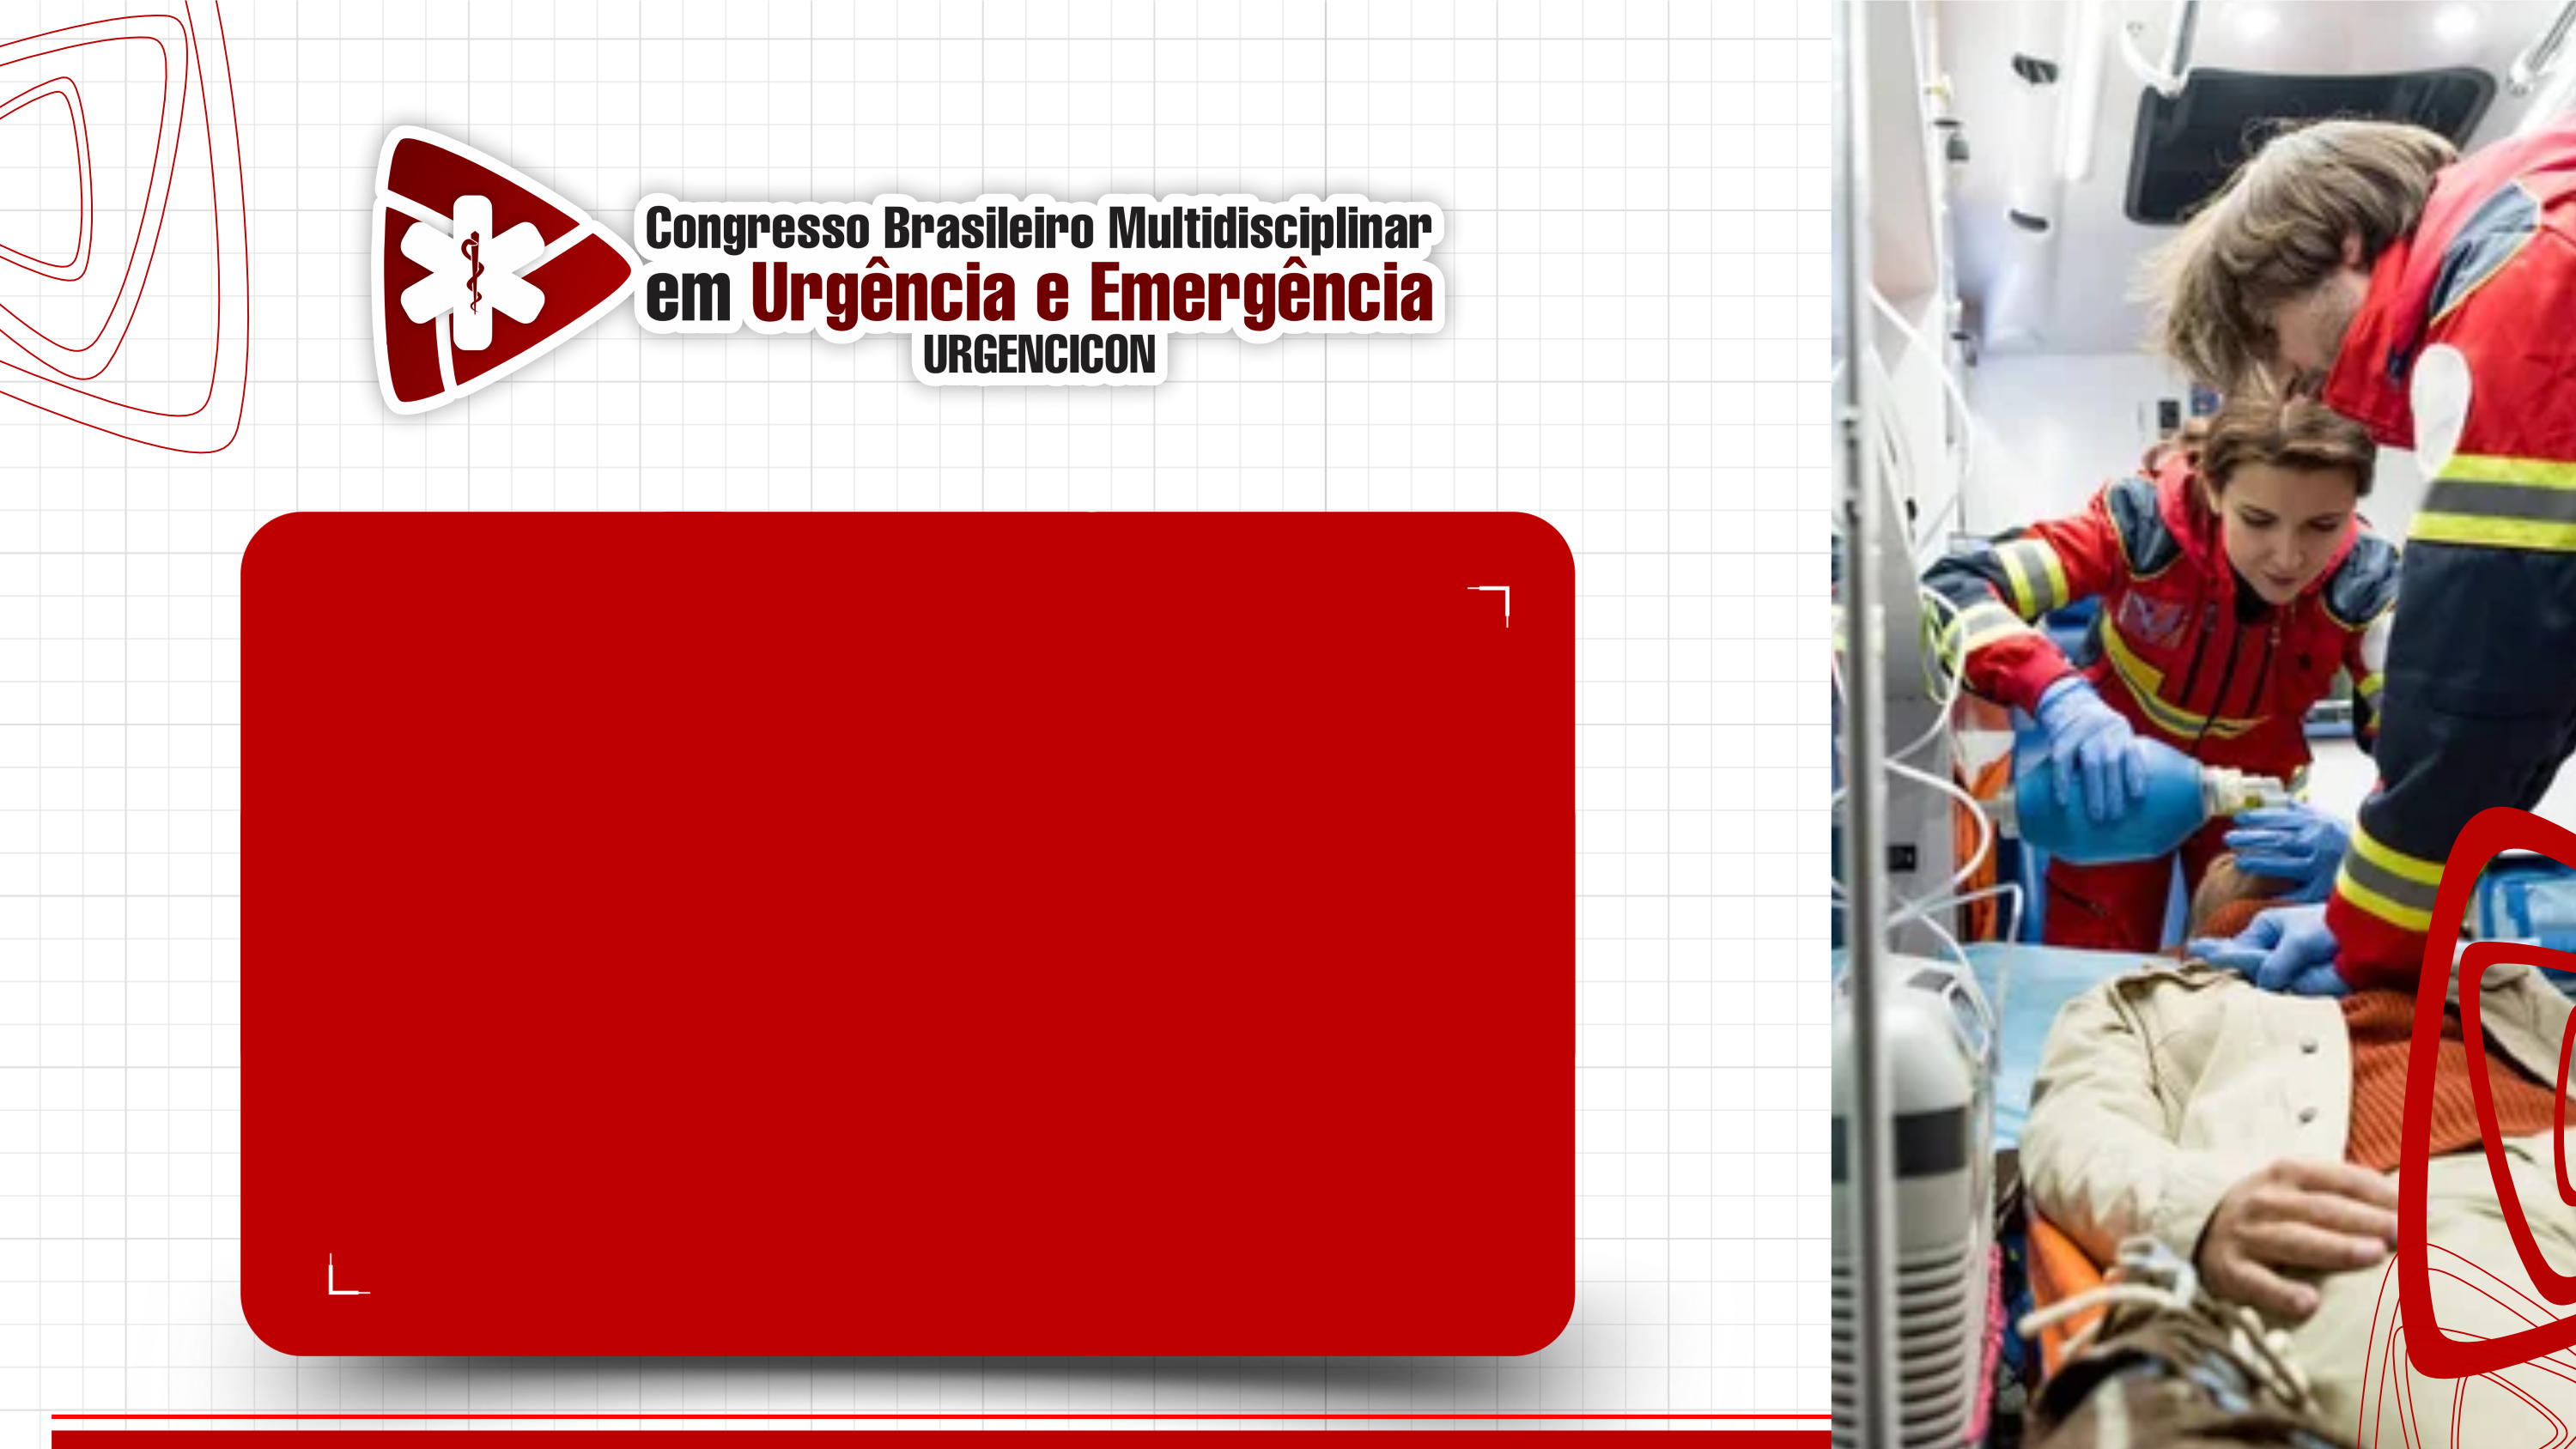 Congresso Brasileiro Multidisciplinar
em Urgência e Emergência
URGENCICON